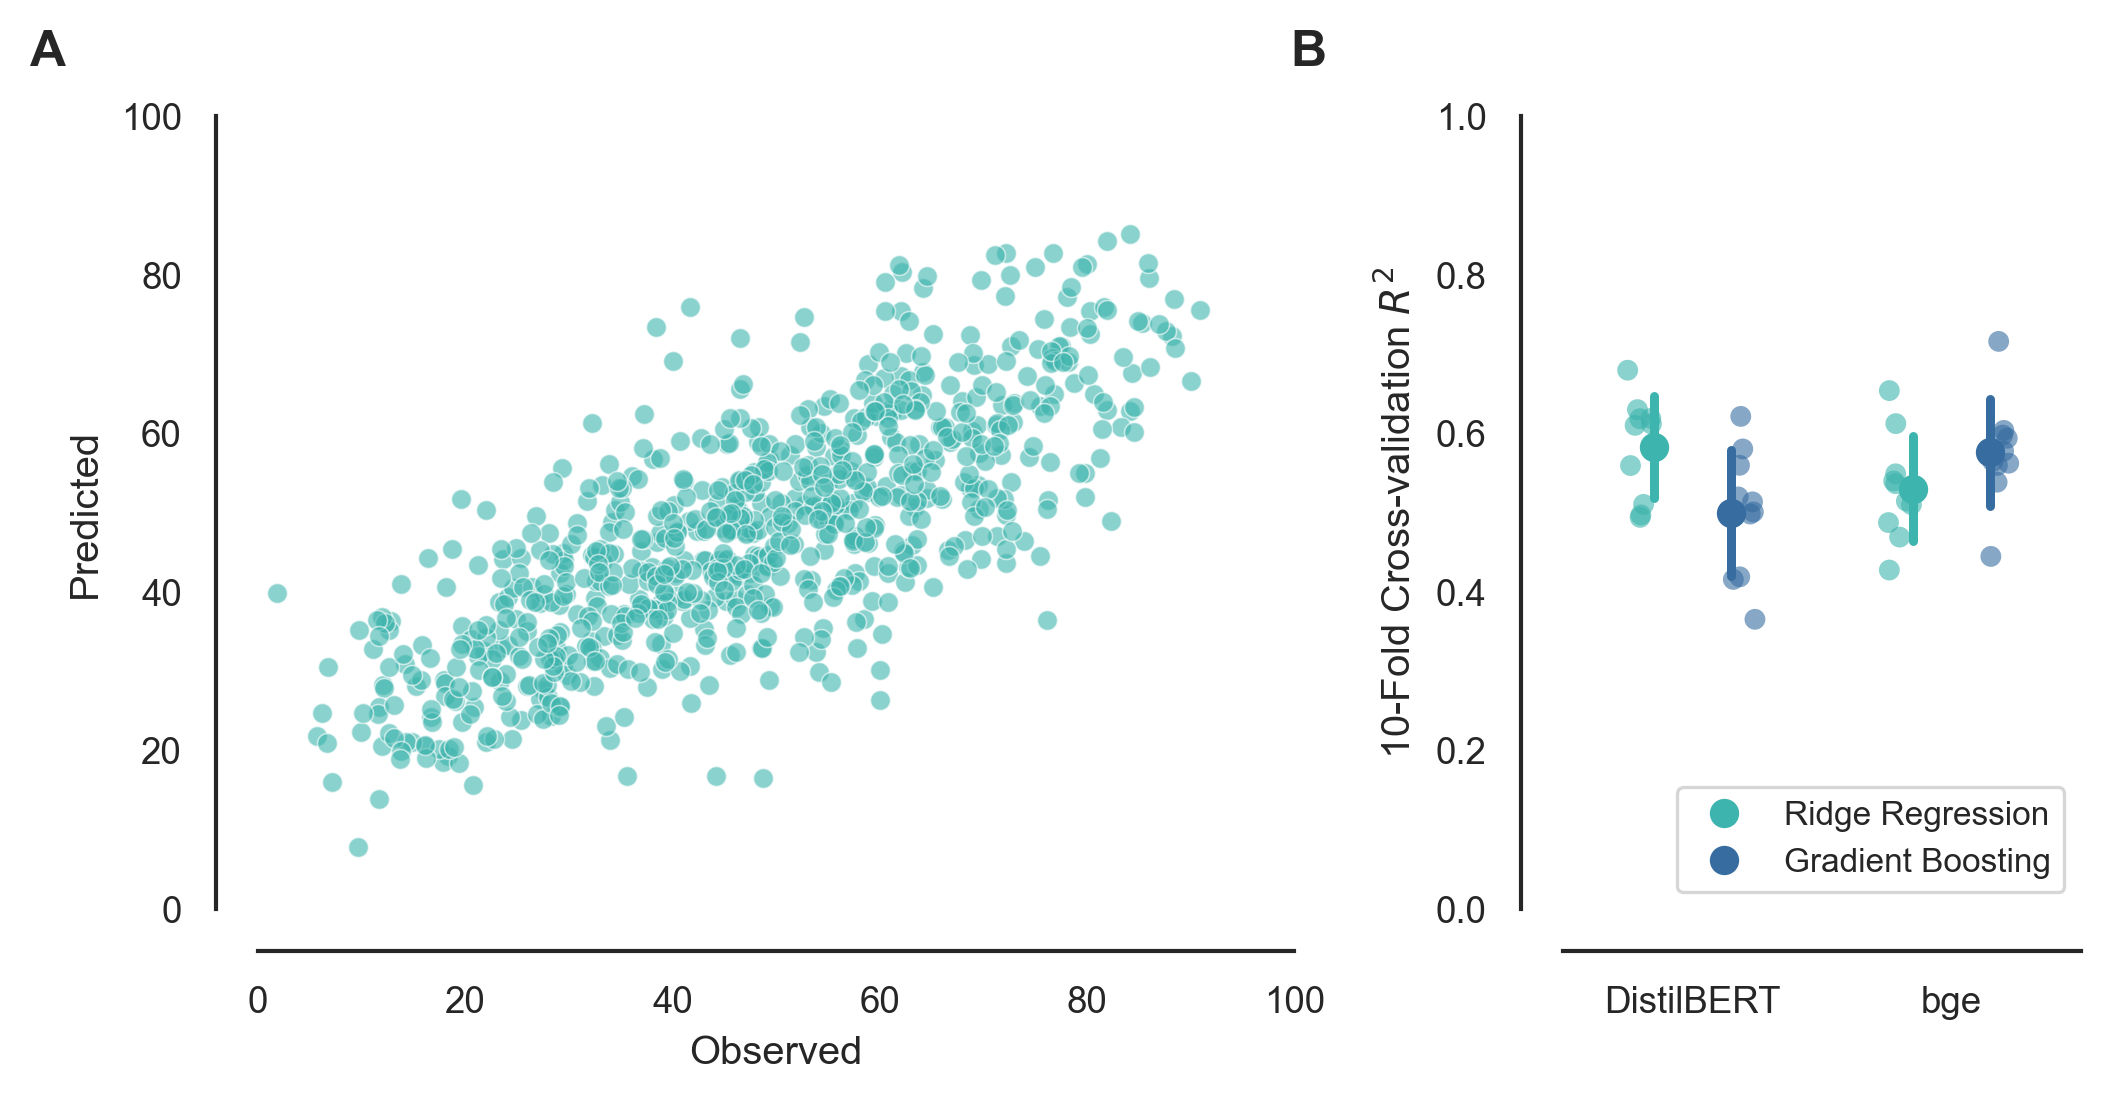 A
100
80
60
40
20
0
Predicted
0 20 40 60 80 100
Observed
B
1.0
0.8
0.6
0.4
0.2
0.0
10-Fold Cross-validation R²
Ridge Regression
Gradient Boosting
DistilBERT bge